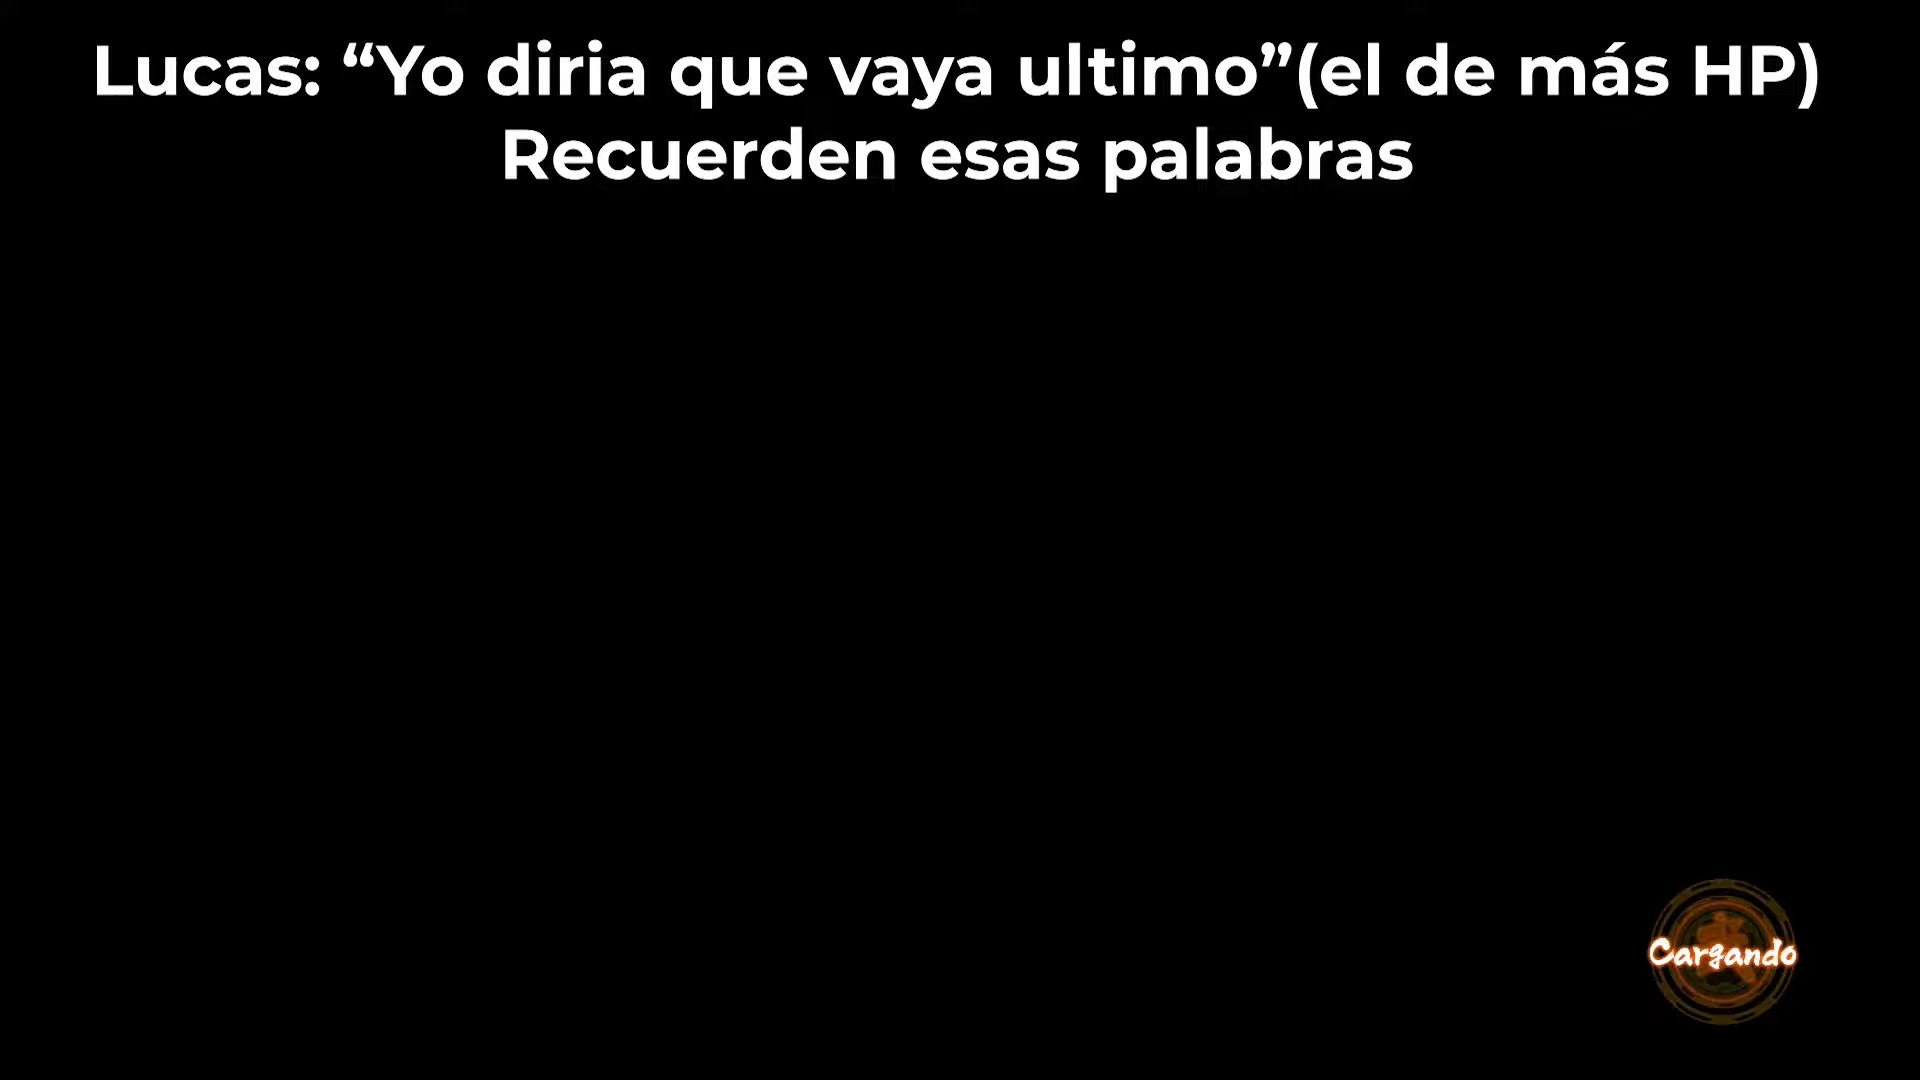 Lucas: “Yo diria que vaya ultimo”(el de más HP)
Recuerden esas palabras
Cargando